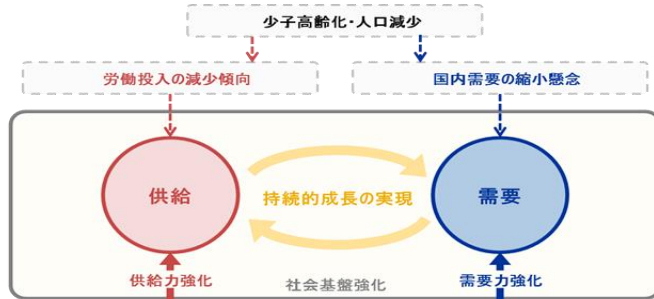 少子高齢化・人口減少
労働投入の減少傾向
国内需要の縮小懸念
供給
持続的成長の実現
需要
供給力強化
社会基盤強化
需要力強化